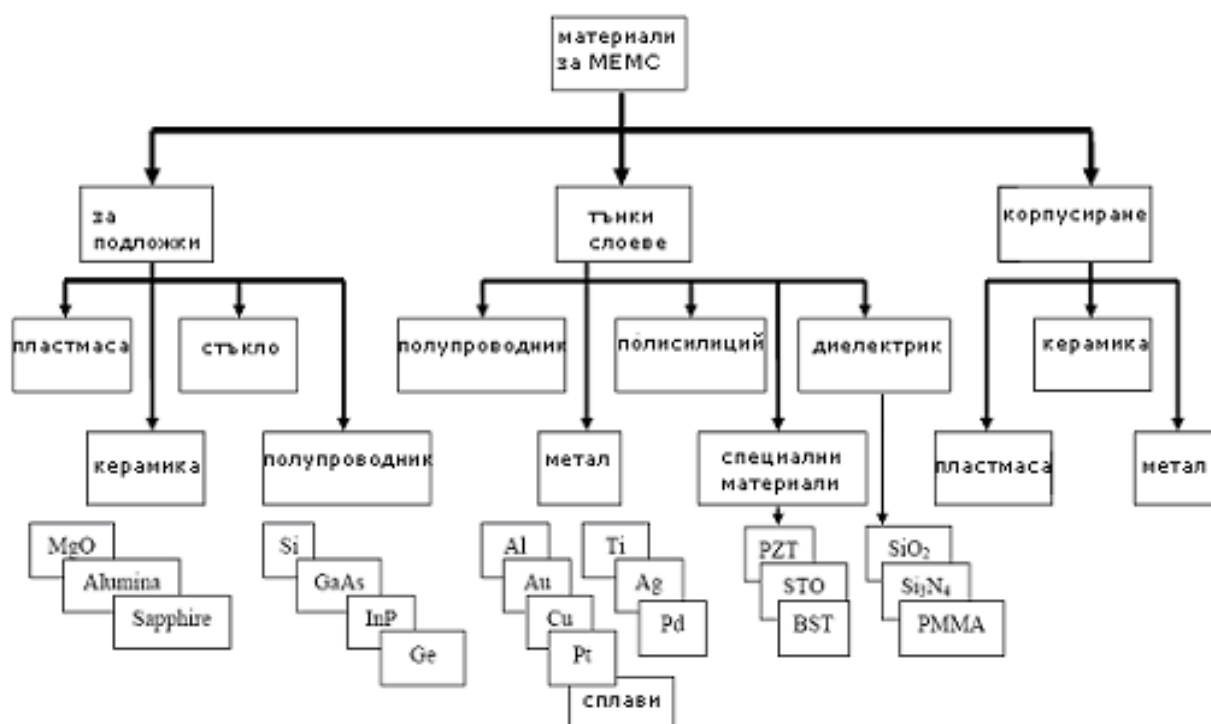 материали
за МЕМС
за
подложки
тънки
слоеве
корпусиране
пластмаса
стъкло
полупроводник
полисилиций
диелектрик
керамика
керамика
полупроводник
метал
специални
материали
пластмаса
метал
MgO
Alumina
Sapphire
Si
GaAs
InP
Ge
Al
Au
Cu
Pt
сплави
Ti
Ag
Pd
PZT
STO
BST
SiO₂
Si₃N₄
PMMA